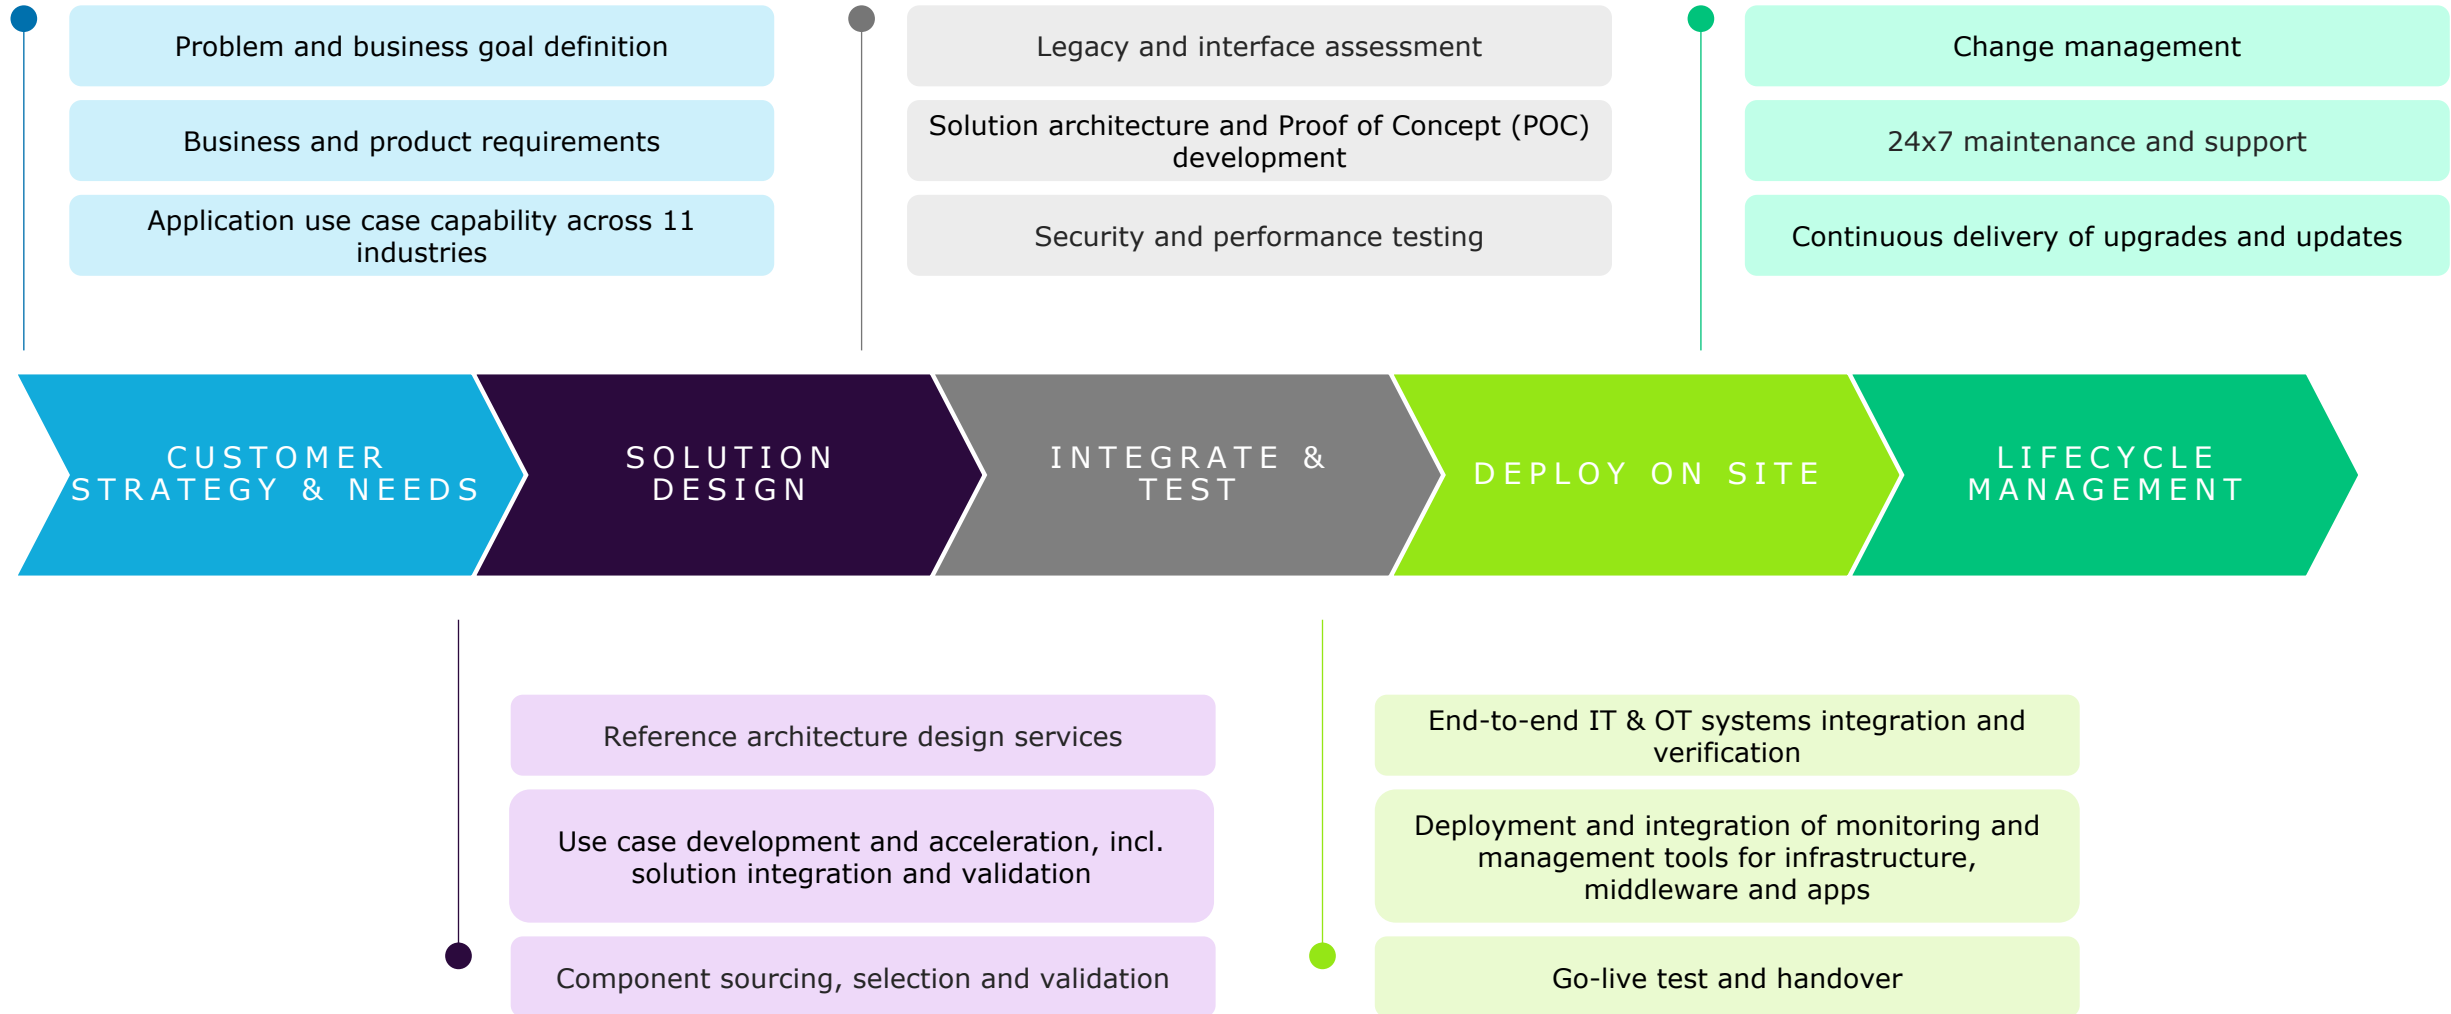 Problem and business goal definition
Business and product requirements
Application use case capability across 11
industries
Legacy and interface assessment
Solution architecture and Proof of Concept (POC)
development
Security and performance testing
Change management
24x7 maintenance and support
Continuous delivery of upgrades and updates
CUSTOMER
STRATEGY & NEEDS
SOLUTION
DESIGN
INTEGRATE &
TEST
DEPLOY ON SITE
LIFECYCLE
MANAGEMENT
Reference architecture design services
Use case development and acceleration, incl.
solution integration and validation
Component sourcing, selection and validation
End-to-end IT & OT systems integration and
verification
Deployment and integration of monitoring and
management tools for infrastructure,
middleware and apps
Go-live test and handover